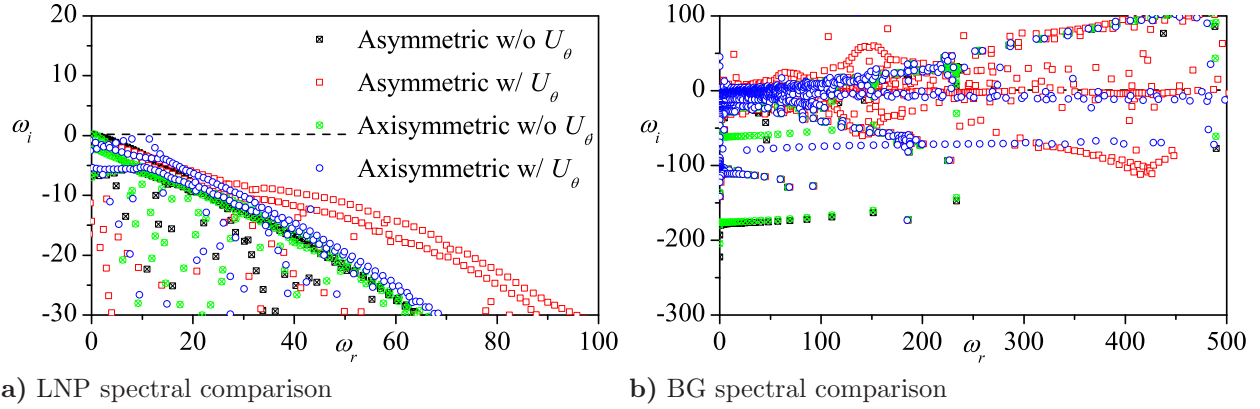 20
10
0
-10
-20
-30
ω_i
0
20
40
60
80
100
ω_r
Asymmetric w/o U_θ
Asymmetric w/ U_θ
Axisymmetric w/o U_θ
Axisymmetric w/ U_θ
100
0
-100
-200
-300
ω_i
0
100
200
300
400
500
ω_r
a) LNP spectral comparison
b) BG spectral comparison